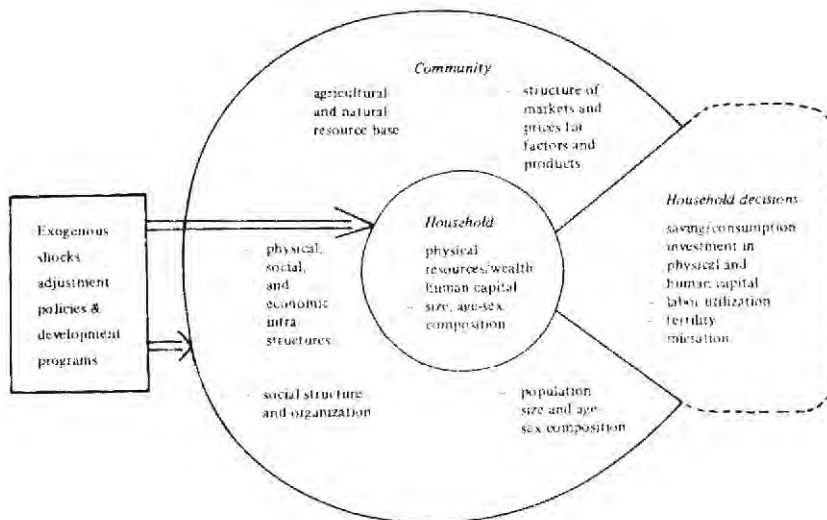 Community
agricultural
and natural
resource base
- structure of
markets and
prices for
factors and
products
Exogenous
shocks,
adjustment
policies &
development
programs
- physical,
social,
and
economic
infra
structures
Household
physical
resources/wealth
human capital
- size, age-sex
composition
Household decisions
saving/consumption
investment in
physical and
human capital
- labor utilization
- fertility
migration
- social structure
and organization
- population
size and age-
sex composition